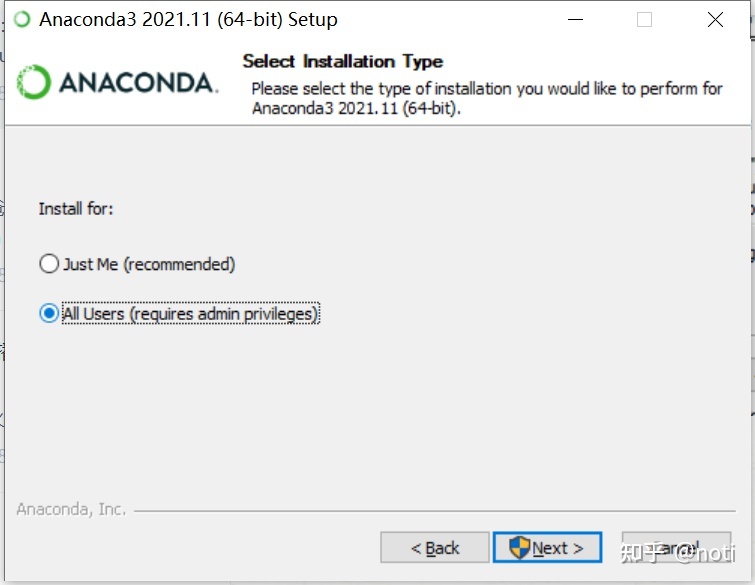 Anaconda3 2021.11 (64-bit) Setup
ANACONDA.
Select Installation Type
Please select the type of installation you would like to perform for
Anaconda3 2021.11 (64-bit).
Install for:
Just Me (recommended)
All Users (requires admin privileges)
Anaconda, Inc.
< Back
Next >
Cancel
知乎 @noti